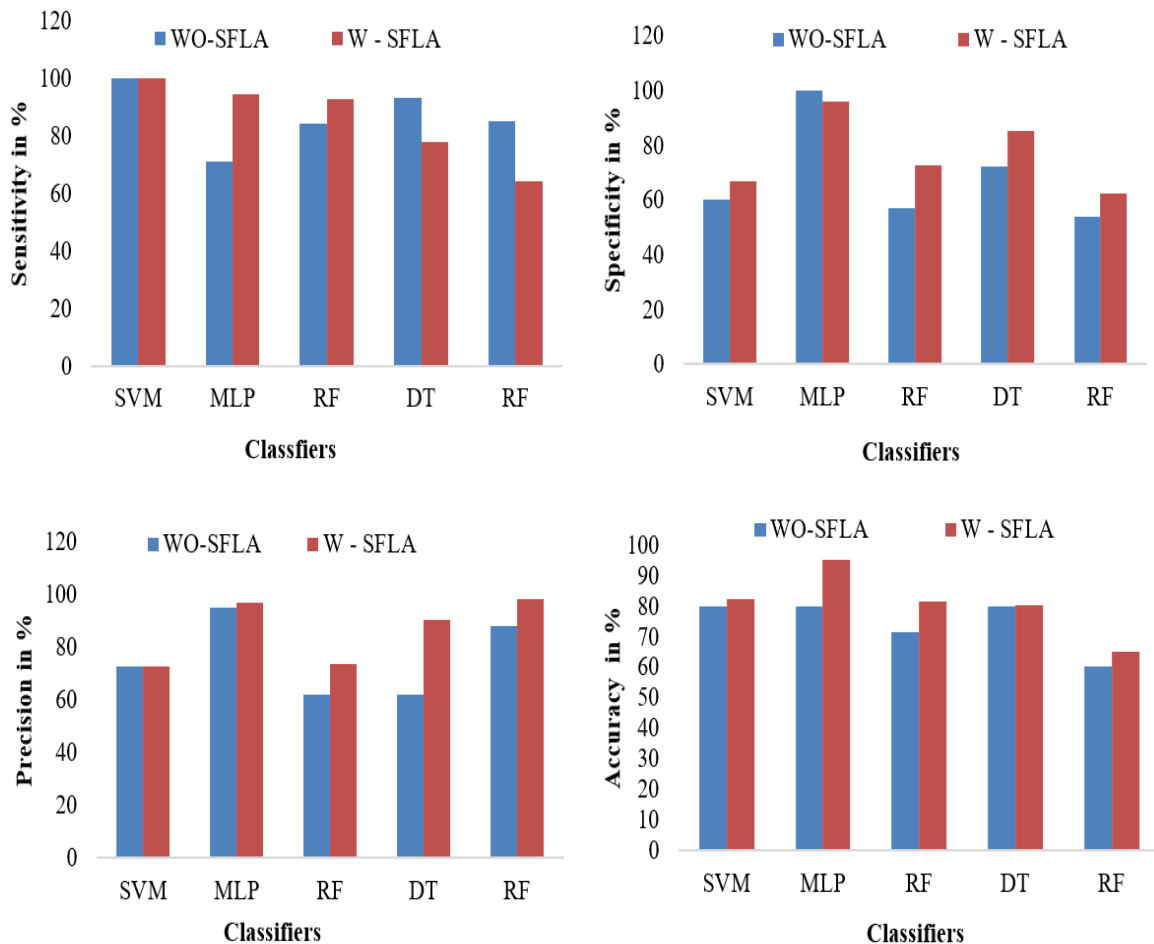 120
WO-SFLA W - SFLA
100
80
60
40
20
0
Sensitivity in %
SVM MLP RF DT RF
Classfiers
120
WO-SFLA W - SFLA
100
80
60
40
20
0
Specificity in %
SVM MLP RF DT RF
Classifiers
120
WO-SFLA W - SFLA
100
80
60
40
20
0
Precision in %
SVM MLP RF DT RF
Classifiers
100
WO-SFLA W - SFLA
90
80
70
60
50
40
30
20
10
0
Accuracy in %
SVM MLP RF DT RF
Classifiers